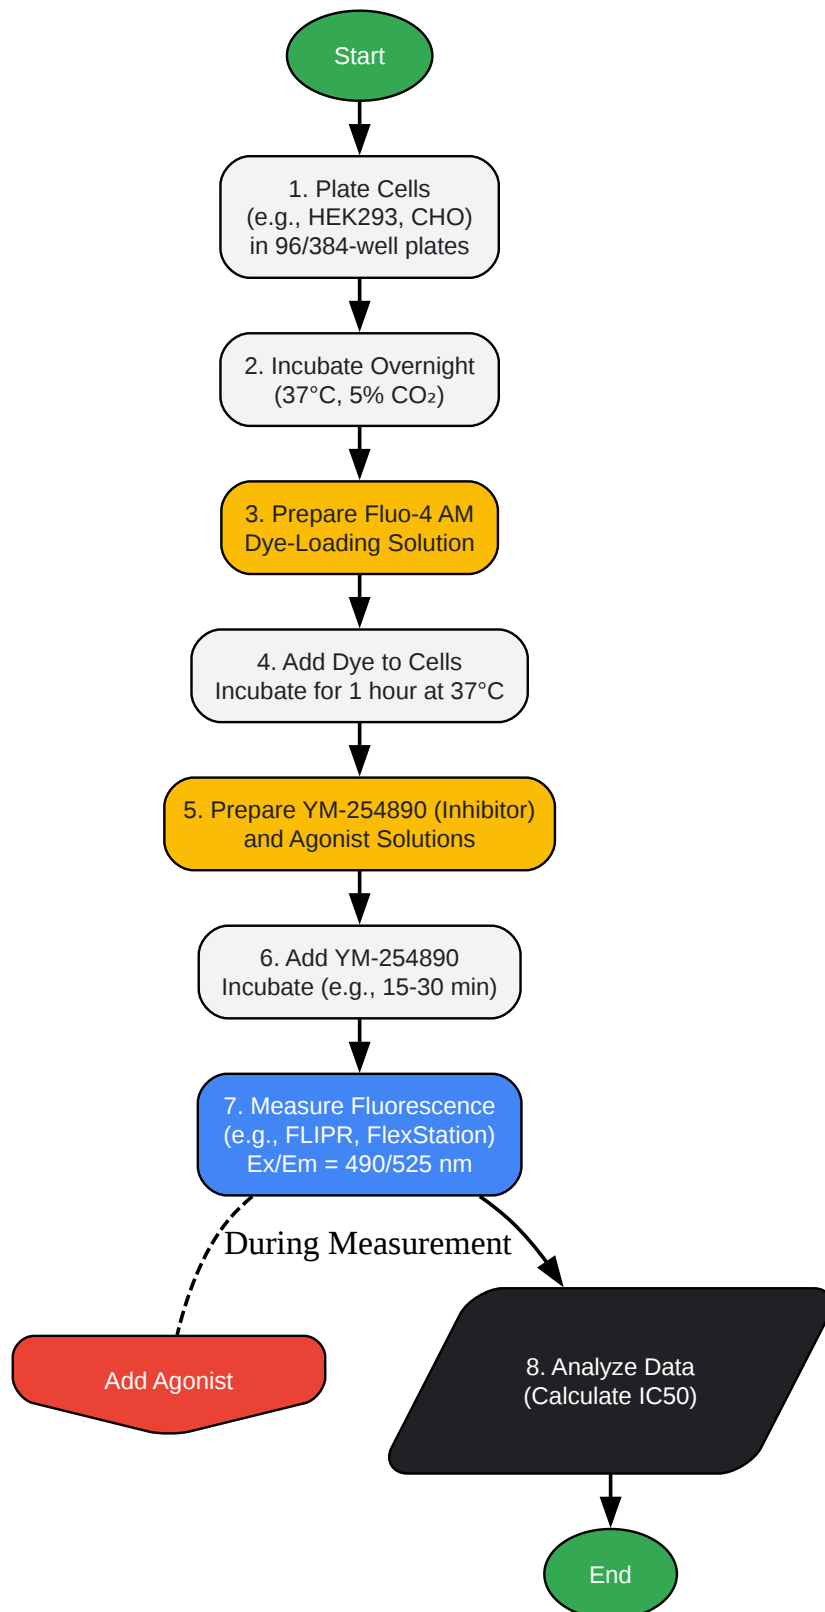 Start
1. Plate Cells
(e.g., HEK293, CHO)
in 96/384-well plates
2. Incubate Overnight
(37°C, 5% CO₂)
3. Prepare Fluo-4 AM
Dye-Loading Solution
4. Add Dye to Cells
Incubate for 1 hour at 37°C
5. Prepare YM-254890 (Inhibitor)
and Agonist Solutions
6. Add YM-254890
Incubate (e.g., 15-30 min)
7. Measure Fluorescence
(e.g., FLIPR, FlexStation)
Ex/Em = 490/525 nm
During Measurement
Add Agonist
8. Analyze Data
(Calculate IC50)
End